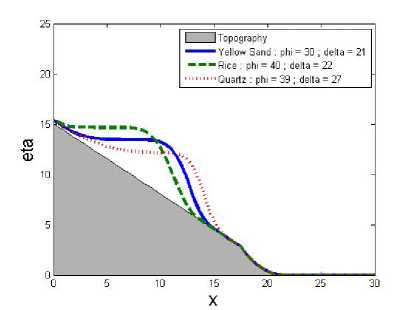 25
20
15
10
5
0
eta
Topography
Yellow Sand : phi = 30 ; delta = 21
Rice : phi = 40 ; delta = 22
Quartz : phi = 39 ; delta = 27
0 5 10 15 20 25 30
x